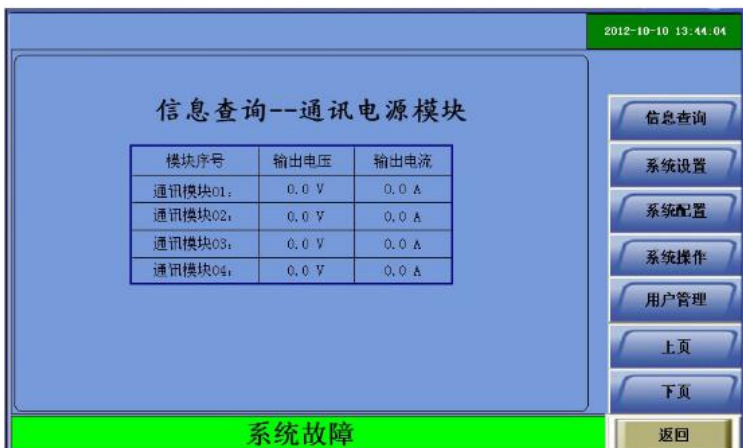 2012-10-10 13:44:04
信息查询--通讯电源模块
模块序号 输出电压 输出电流
通讯模块01: 0.0 V 0.0 A
通讯模块02: 0.0 V 0.0 A
通讯模块03: 0.0 V 0.0 A
通讯模块04: 0.0 V 0.0 A
信息查询
系统设置
系统配置
系统操作
用户管理
上页
下页
系统故障
返回